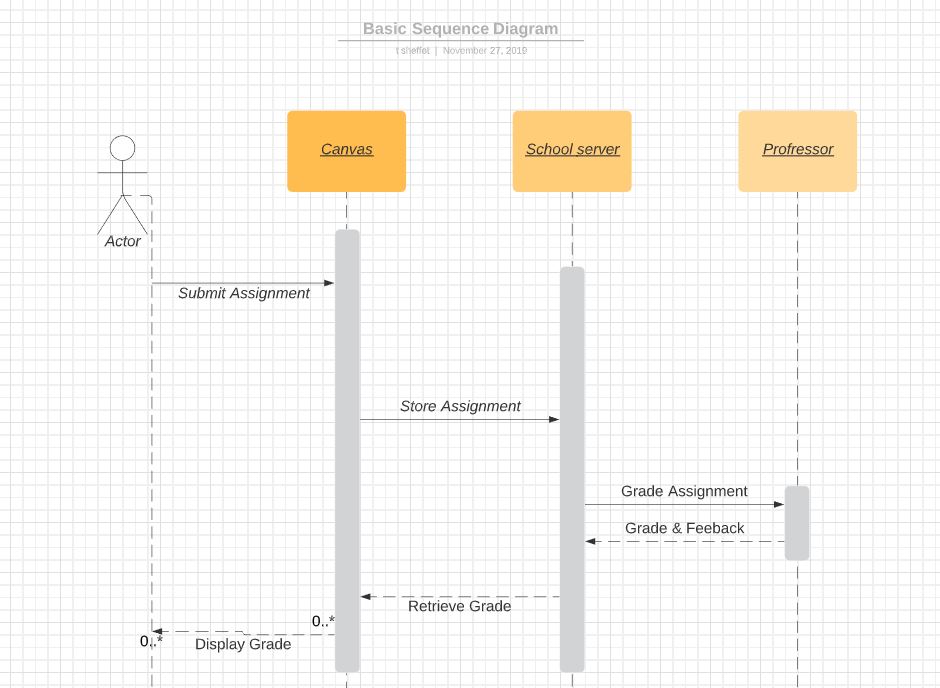 Basic Sequence Diagram
t sheffet | November 27, 2019
Canvas
School server
Profressor
Actor
Submit Assignment
Store Assignment
Grade Assignment
Grade & Feeback
Retrieve Grade
0..*
0..*
Display Grade